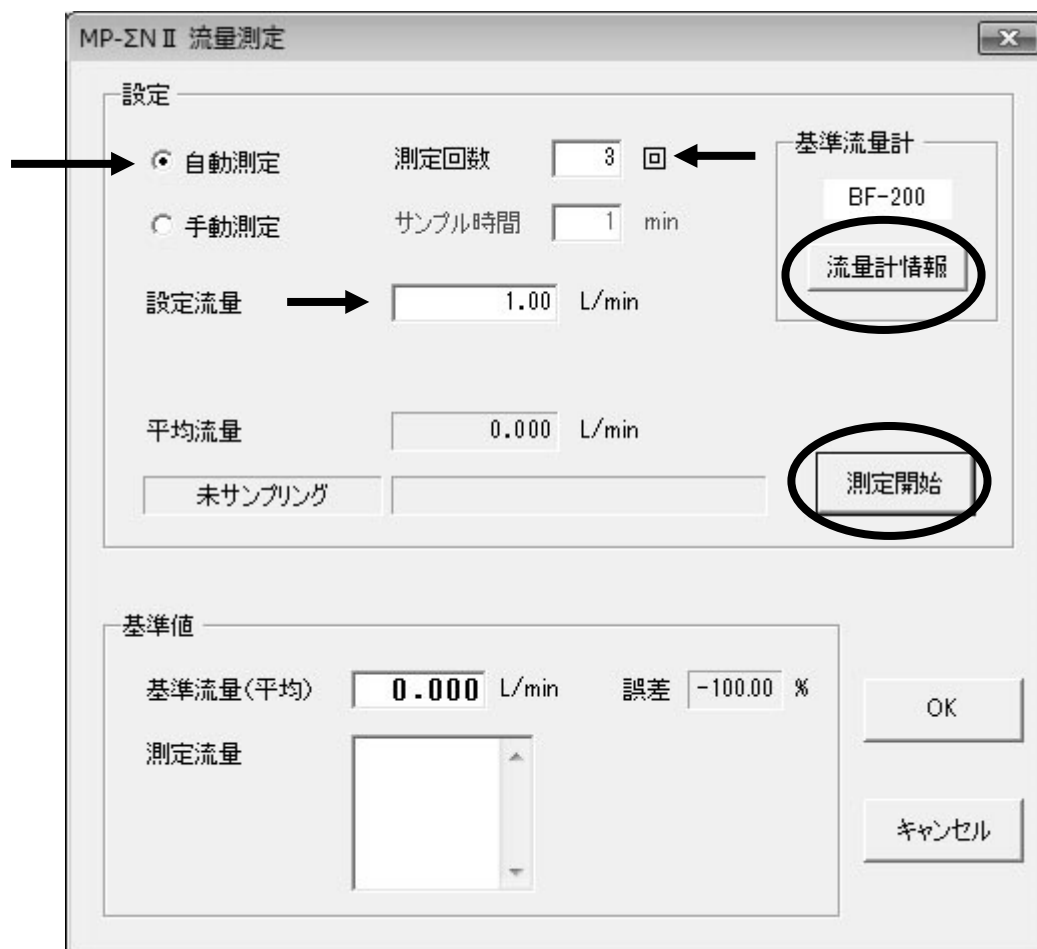 MP-ΣNⅡ 流量測定
設定
自動測定 測定回数 3 回
基準流量計
BF-200
手動測定 サンプル時間 1 min
流量計情報
設定流量 1.00 L/min
平均流量 0.000 L/min
未サンプリング
測定開始
基準値
基準流量(平均) 0.000 L/min 誤差 -100.00 %
OK
測定流量
キャンセル